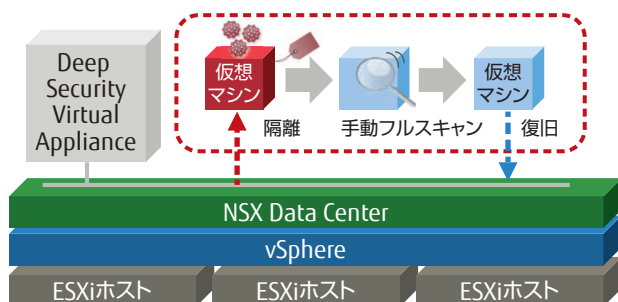 Deep
Security
Virtual
Appliance
仮想
マシン
仮想
マシン
隔離
手動フルスキャン
復旧
NSX Data Center
vSphere
ESXiホスト
ESXiホスト
ESXiホスト